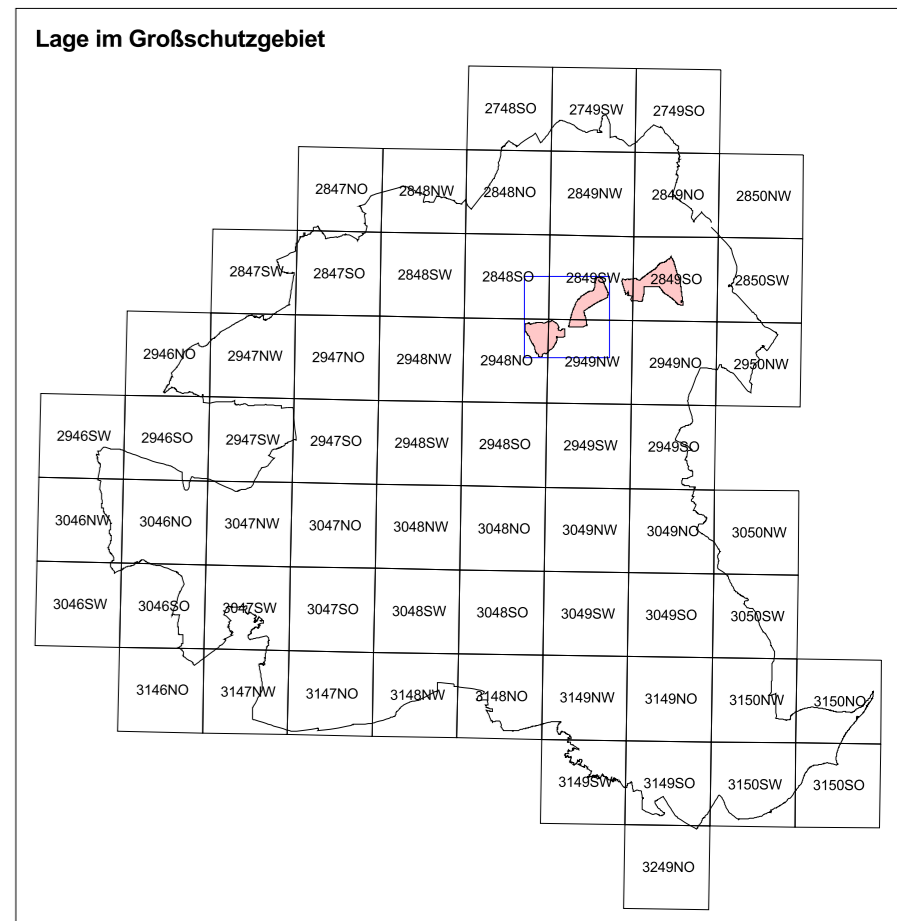 Lage im Großschutzgebiet
2748SO 2749SW 2749SO
2847NO 2848NW 2848NO 2849NW 2849NO 2850NW
2847SW 2847SO 2848SW 2848SO 2849SW 2849SO 2850SW
2946NO 2947NW 2947NO 2948NW 2948NO 2949NW 2949NO 2950NW
2946SW 2946SO 2947SW 2947SO 2948SW 2948SO 2949SW 2949SO
3046NW 3046NO 3047NW 3047NO 3048NW 3048NO 3049NW 3049NO 3050NW
3046SW 3046SO 3047SW 3047SO 3048SW 3048SO 3049SW 3049SO 3050SW
3146NO 3147NW 3147NO 3148NW 3148NO 3149NW 3149NO 3150NW 3150NO
3149SW 3149SO 3150SW 3150SO
3249NO